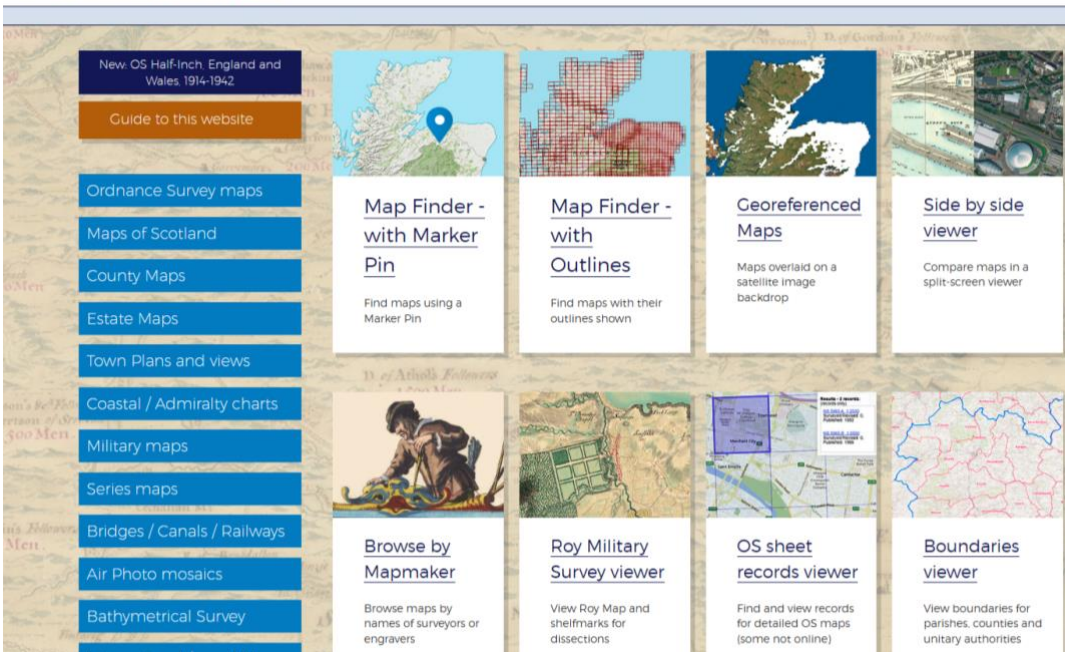 New: OS Half-Inch, England and
Wales, 1914-1942
Guide to this website
Ordnance Survey maps
Maps of Scotland
County Maps
Estate Maps
Town Plans and views
Coastal / Admiralty charts
Military maps
Series maps
Bridges / Canals / Railways
Air Photo mosaics
Bathymetrical Survey
Map Finder -
with Marker
Pin
Find maps using a
Marker Pin
Map Finder -
with
Outlines
Find maps with their
outlines shown
Georeferenced
Maps
Maps overlaid on a
satellite image
backdrop
Side by side
viewer
Compare maps in a
split-screen viewer
Browse by
Mapmaker
Browse maps by
names of surveyors or
engravers
Roy Military
Survey viewer
View Roy Map and
shelfmarks for
dissections
OS sheet
records viewer
Find and view records
for detailed OS maps
(some not online)
Boundaries
viewer
View boundaries for
parishes, counties and
unitary authorities